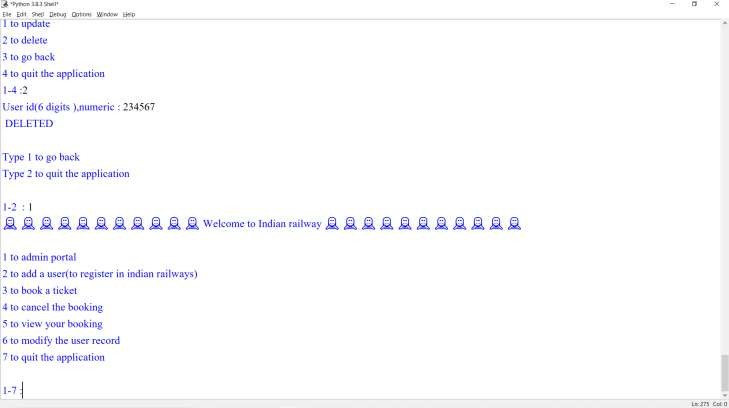 *Python 3.8.3 Shell*
File Edit Shell Debug Options Window Help
1 to update
2 to delete
3 to go back
4 to quit the application
1-4 :2
User id(6 digits ),numeric : 234567
DELETED
Type 1 to go back
Type 2 to quit the application
1-2 : 1
Welcome to Indian railway
1 to admin portal
2 to add a user(to register in indian railways)
3 to book a ticket
4 to cancel the booking
5 to view your booking
6 to modify the user record
7 to quit the application
1-7 :
Ln: 275 Col: 0